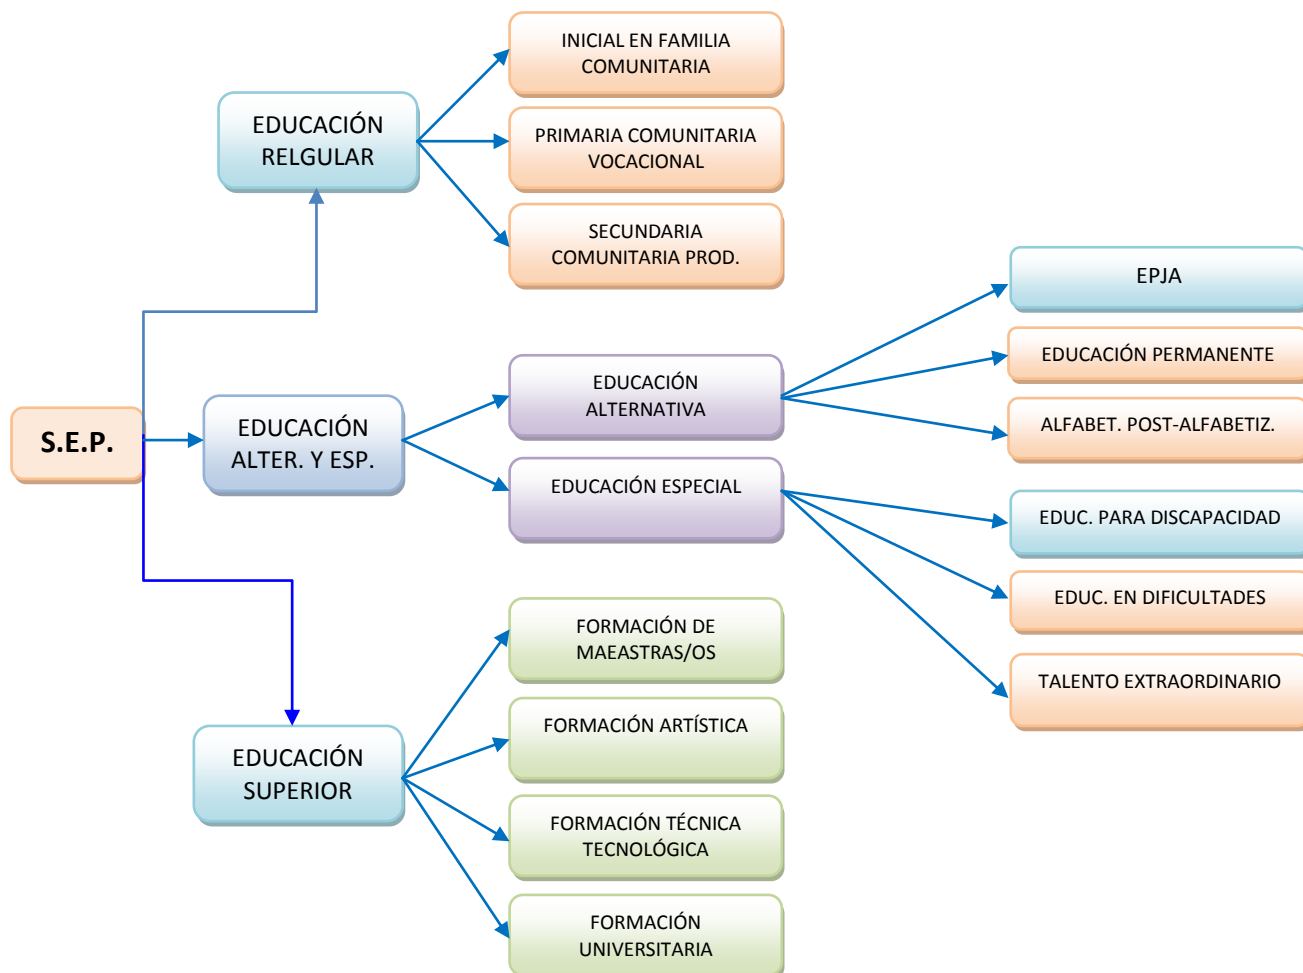 INICIAL EN FAMILIA
COMUNITARIA
EDUCACIÓN
RELGULAR
PRIMARIA COMUNITARIA
VOCACIONAL
SECUNDARIA
COMUNITARIA PROD.
S.E.P.
EDUCACIÓN
ALTER. Y ESP.
EDUCACIÓN
ALTERNATIVA
EDUCACIÓN ESPECIAL
EPJA
EDUCACIÓN PERMANENTE
ALFABET. POST-ALFABETIZ.
EDUC. PARA DISCAPACIDAD
EDUC. EN DIFICULTADES
TALENTO EXTRAORDINARIO
EDUCACIÓN
SUPERIOR
FORMACIÓN DE
MAEASTRAS/OS
FORMACIÓN ARTÍSTICA
FORMACIÓN TÉCNICA
TECNOLÓGICA
FORMACIÓN
UNIVERSITARIA